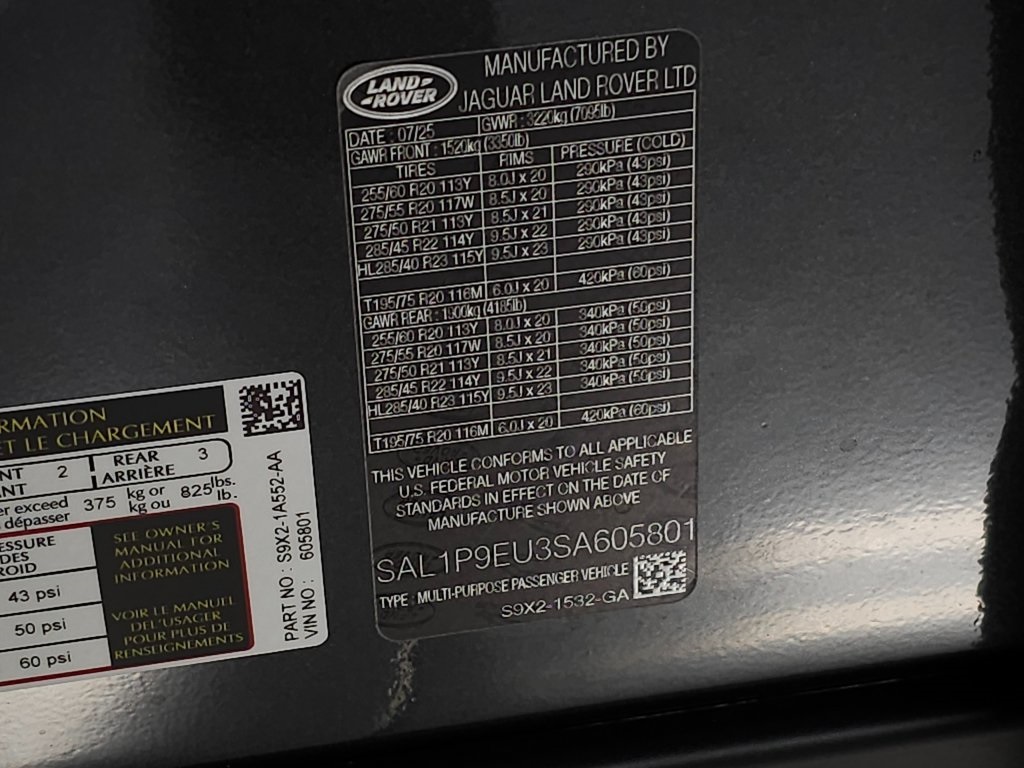 LAND-
-ROVER
MANUFACTURED BY
JAGUAR LAND ROVER LTD
DATE : 07/25 GVWR : 3220kg (7095lb)
GAWR FRONT : 1520kg (3350lb)
TIRES RIMS PRESSURE (COLD)
255/60 R20 113Y 8.0J x 20 290kPa (43psi)
275/55 R20 117W 8.5J x 20 290kPa (43psi)
275/50 R21 113Y 8.5J x 21 290kPa (43psi)
285/45 R22 114Y 9.5J x 22 290kPa (43psi)
HL285/40 R23 115Y 9.5J x 23 290kPa (43psi)
T195/75 R20 116M 6.0J x 20 420kPa (60psi)
GAWR REAR : 1900kg (4185lb)
255/60 R20 113Y 8.0J x 20 340kPa (50psi)
275/55 R20 117W 8.5J x 20 340kPa (50psi)
275/50 R21 113Y 8.5J x 21 340kPa (50psi)
285/45 R22 114Y 9.5J x 22 340kPa (50psi)
HL285/40 R23 115Y 9.5J x 23 340kPa (50psi)
T195/75 R20 116M 6.0J x 20 420kPa (60psi)
THIS VEHICLE CONFORMS TO ALL APPLICABLE
U.S. FEDERAL MOTOR VEHICLE SAFETY
STANDARDS IN EFFECT ON THE DATE OF
MANUFACTURE SHOWN ABOVE
SAL1P9EU3SA605801
TYPE : MULTI-PURPOSE PASSENGER VEHICLE
S9X2-1532-GA
RMATION
ET LE CHARGEMENT
NT 2 REAR 3
NT ARRIÈRE
er exceed 375 kg or 825 lbs.
dépasser kg ou lb.
ESSURE
DES
ROID
43 psi
50 psi
60 psi
SEE OWNER'S
MANUAL FOR
ADDITIONAL
INFORMATION
VOIR LE MANUEL
DEL'USAGER
POUR PLUS DE
RENSEIGNEMENTS
PART NO : S9X2-1A552-AA
VIN NO : 605801